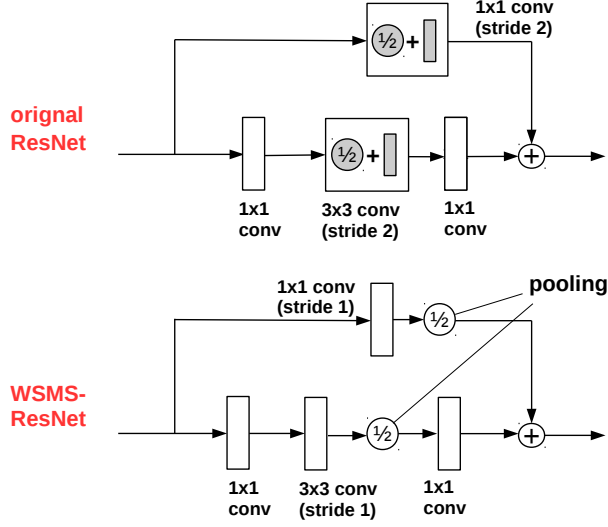 1x1 conv
(stride 2)
½ +
orignal
ResNet
½ +
+
1x1
conv
3x3 conv
(stride 2)
1x1
conv
1x1 conv
(stride 1)
pooling
½
WSMS-
ResNet
½
+
1x1
conv
3x3 conv
(stride 1)
1x1
conv